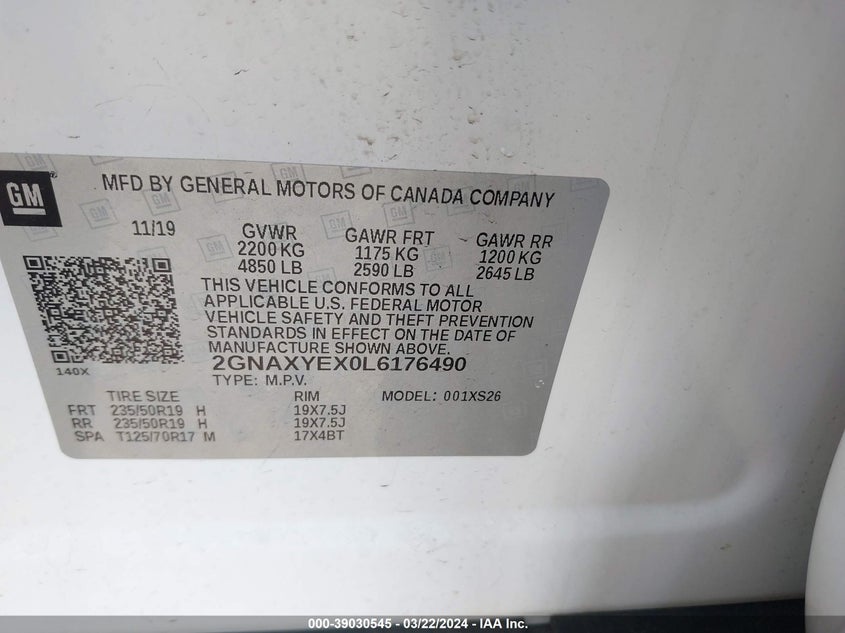 GM
MFD BY GENERAL MOTORS OF CANADA COMPANY
11/19 GVWR GAWR FRT GAWR RR
2200 KG 1175 KG 1200 KG
4850 LB 2590 LB 2645 LB
THIS VEHICLE CONFORMS TO ALL
APPLICABLE U.S. FEDERAL MOTOR
VEHICLE SAFETY AND THEFT PREVENTION
STANDARDS IN EFFECT ON THE DATE OF
MANUFACTURE SHOWN ABOVE.
140X
2GNAXYEX0L6176490
TYPE: M.P.V. MODEL: 001XS26
TIRE SIZE RIM
FRT 235/50R19 H 19X7.5J
RR 235/50R19 H 19X7.5J
SPA T125/70R17 M 17X4BT
000-39030545 - 03/22/2024 - IAA Inc.